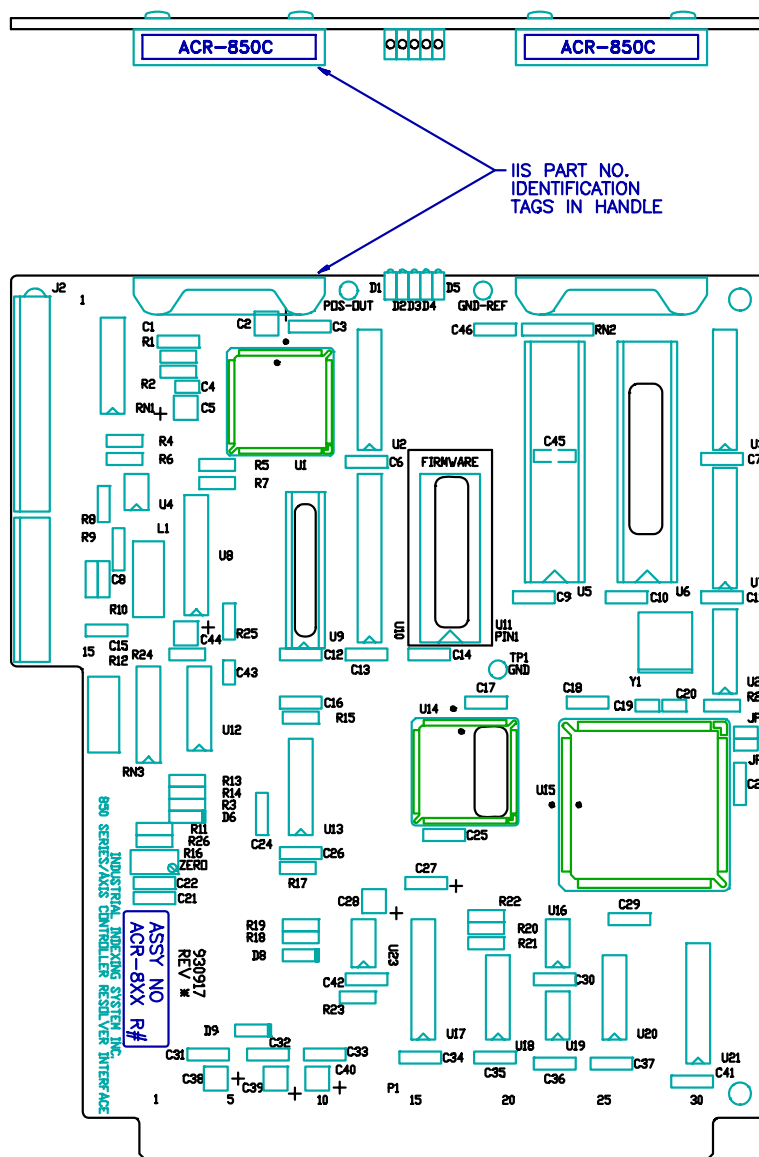 ACR-850C
ACR-850C
IIS PART NO.
IDENTIFICATION
TAGS IN HANDLE
J2
1
D1
D5
POS-OUT
D2D3D4
GND-REF
C1
R1
C2
C3
C46
RN2
R2
C4
RN1
C5
R4
R6
R5
U1
R7
U2
C6
FIRMWARE
C45
C7
R8
U4
R9
L1
U8
C8
R10
R25
U9
U10
U11
PIN1
C9
U5
C10
U6
15
C15
R12
R24
C44
C43
C12
C13
C14
TP1
GND
Y1
C16
R15
C17
U14
C18
C19
C20
U12
RN3
R13
R14
R3
D6
R11
R26
R16
ZERO
C22
C21
C24
U13
C26
R17
C25
U15
C27
C28
R22
R20
R21
U16
C29
R19
R18
D8
U23
C42
R23
C30
D9
C31
C32
C33
C34
U17
C35
U18
U19
C36
U20
C37
U21
C41
C38
C39
C40
P1
1
5
10
15
20
25
30
ASSY NO
ACR-8XX R#
930917
REV *
INDUSTRIAL INDEXING SYSTEM INC.
850 SERIES/AXIS CONTROLLER RESOLVER INTERFACE